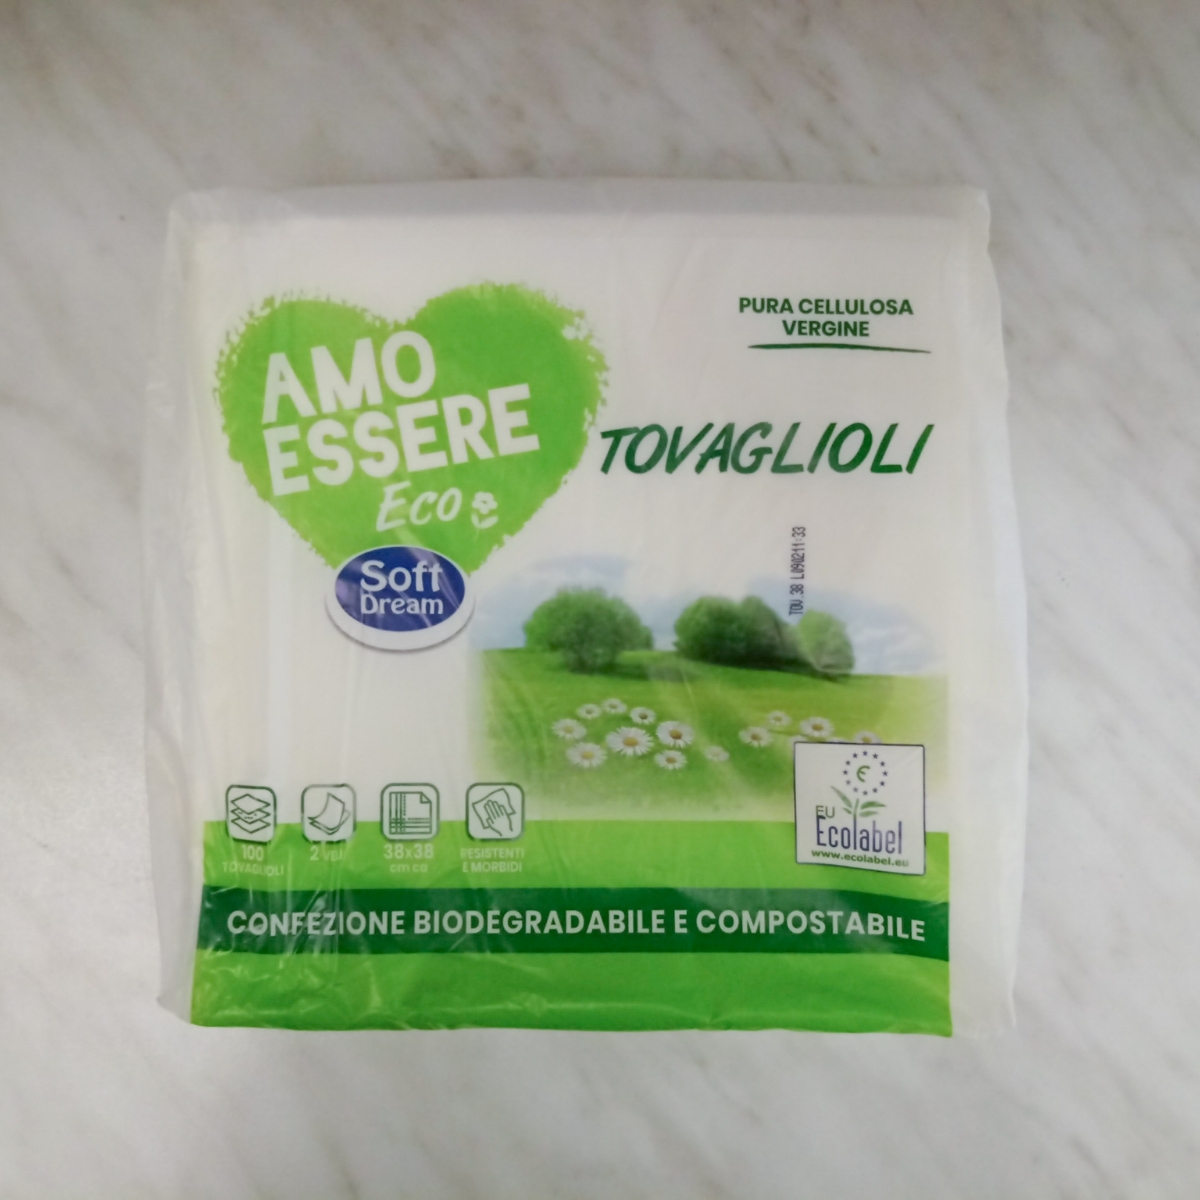 AMO
ESSERE
Eco
Soft
Dream
PURA CELLULOSA
VERGINE
TOVAGLIOLI
TOV.38 L090211:33
EU
Ecolabel
www.ecolabel.eu
100
TOVAGLIOLI
2 VELI
38x38
cm ca
RESISTENTI
E MORBIDI
CONFEZIONE BIODEGRADABILE E COMPOSTABILE